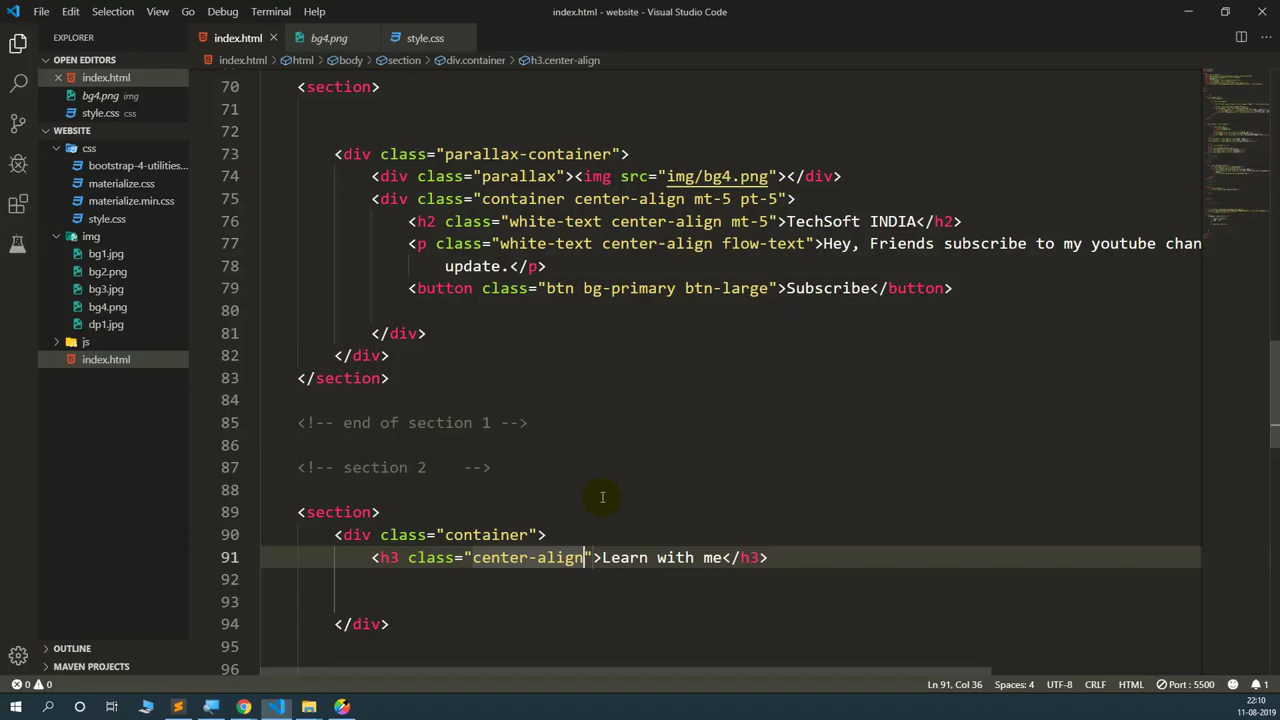 File Edit Selection View Go Debug Terminal Help
index.html - website - Visual Studio Code
EXPLORER
index.html
bg4.png
style.css
OPEN EDITORS
index.html
bg4.png img
style.css css
WEBSITE
css
bootstrap-4-utilities...
materialize.css
materialize.min.css
style.css
img
bg1.jpg
bg2.png
bg3.jpg
bg4.png
dp1.jpg
js
index.html
OUTLINE
MAVEN PROJECTS
index.html > html > body > section > div.container > h3.center-align
70 <section>
71
72
73 <div class="parallax-container">
74 <div class="parallax"><img src="img/bg4.png"></div>
75 <div class="container center-align mt-5 pt-5">
76 <h2 class="white-text center-align mt-5">TechSoft INDIA</h2>
77 <p class="white-text center-align flow-text">Hey, Friends subscribe to my youtube chan
78 update.</p>
79 <button class="btn bg-primary btn-large">Subscribe</button>
80
81 </div>
82 </div>
83 </section>
84
85 <!-- end of section 1 -->
86
87 <!-- section 2 -->
88
89 <section>
90 <div class="container">
91 <h3 class="center-align">Learn with me</h3>
92
93
94 </div>
95
96
0 0
Ln 91, Col 36 Spaces: 4 UTF-8 CRLF HTML Port : 5500 1
22:10
11-08-2019